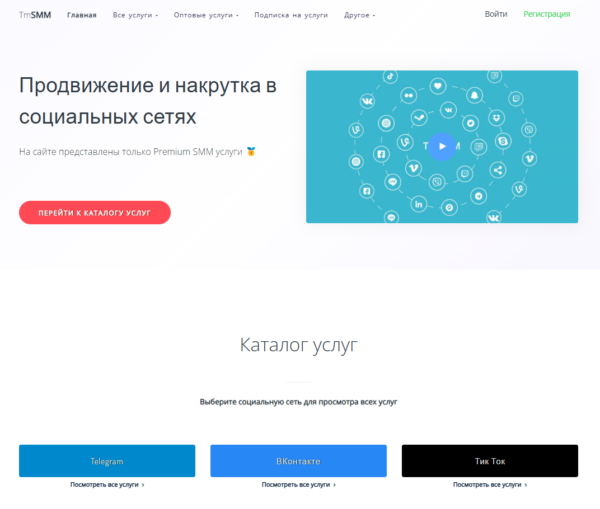 TmSMM Главная Все услуги Оптовые услуги Подписка на услуги Другое Войти Регистрация
Продвижение и накрутка в
социальных сетях
На сайте представлены только Premium SMM услуги
ПЕРЕЙТИ К КАТАЛОГУ УСЛУГ
Каталог услуг
Выберите социальную сеть для просмотра всех услуг
Telegram ВКонтакте Тик Ток
Посмотреть все услуги › Посмотреть все услуги › Посмотреть все услуги ›